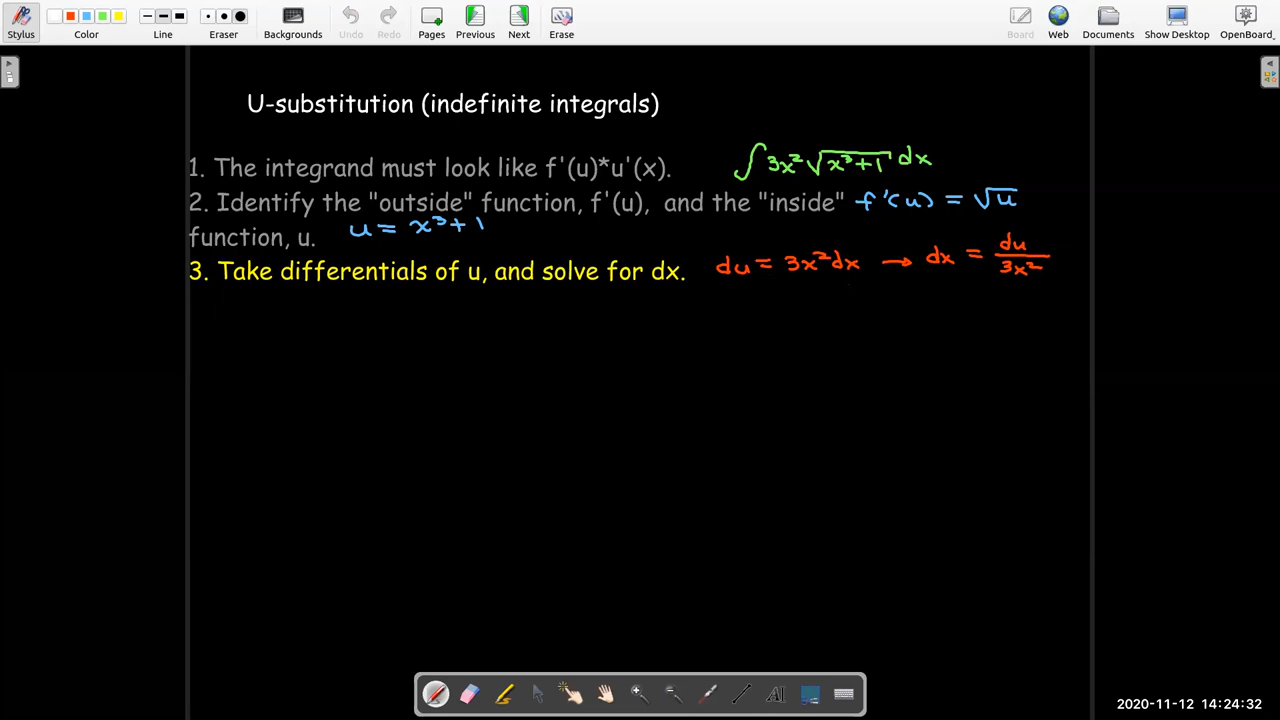 Stylus Color Line Eraser Backgrounds Undo Redo Pages Previous Next Erase Board Web Documents Show Desktop OpenBoard
U-substitution (indefinite integrals)
1. The integrand must look like f'(u)*u'(x). ∫ 3x² √(x³+1) dx
2. Identify the "outside" function, f'(u), and the "inside" f'(u) = √u
function, u. u = x³+1
3. Take differentials of u, and solve for dx. du = 3x²dx → dx = du/3x²
AI
2020-11-12 14:24:32